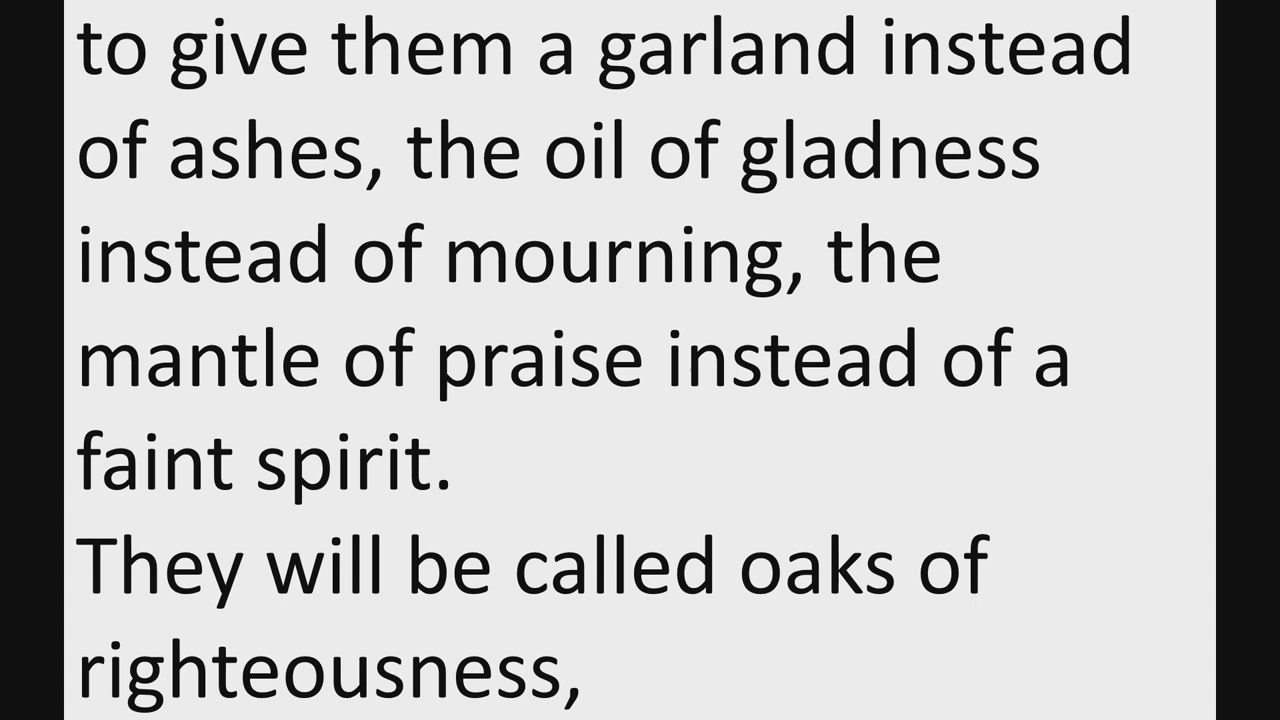 to give them a garland instead
of ashes, the oil of gladness
instead of mourning, the
mantle of praise instead of a
faint spirit.
They will be called oaks of
righteousness,